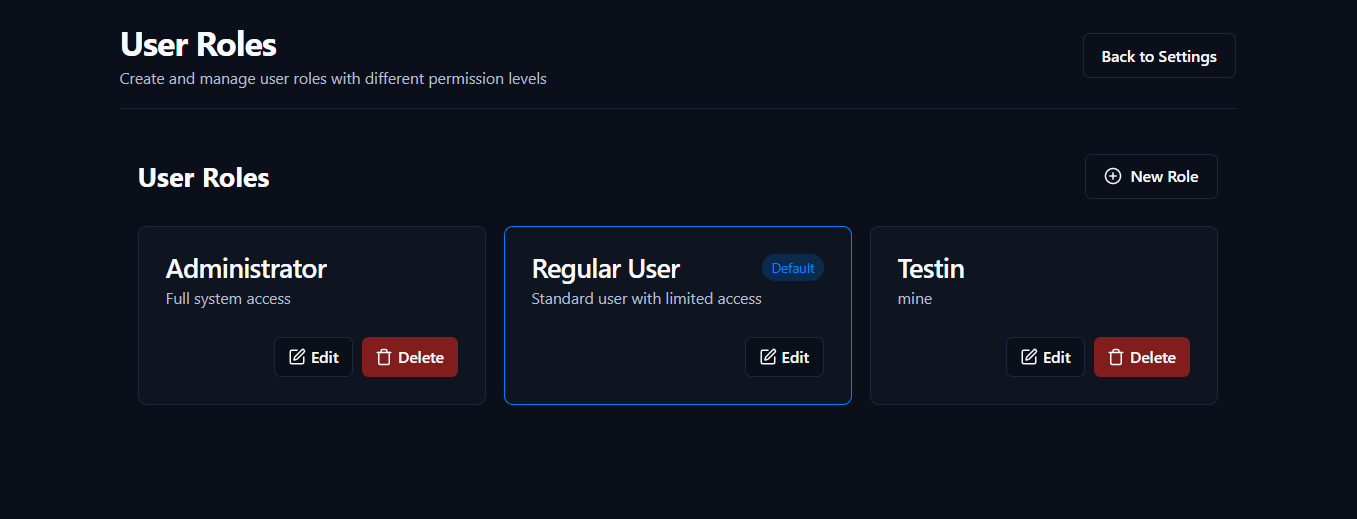 User Roles
Create and manage user roles with different permission levels
Back to Settings
User Roles
New Role
Administrator
Full system access
Edit
Delete
Regular User
Default
Standard user with limited access
Edit
Testin
mine
Edit
Delete